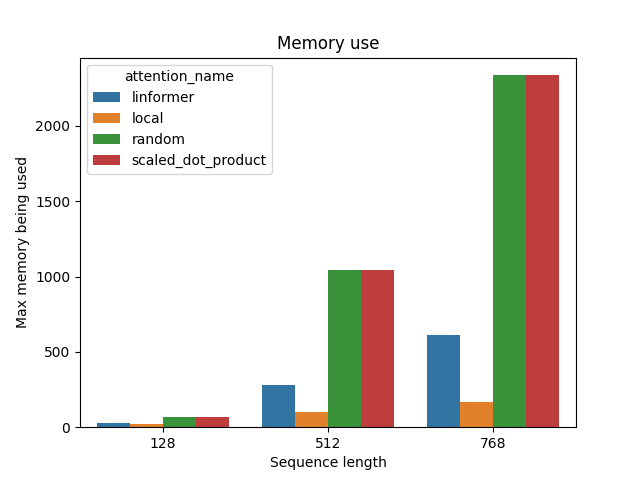 Memory use
attention_name
linformer
local
random
scaled_dot_product
Max memory being used
2000
1500
1000
500
0
128 512 768
Sequence length